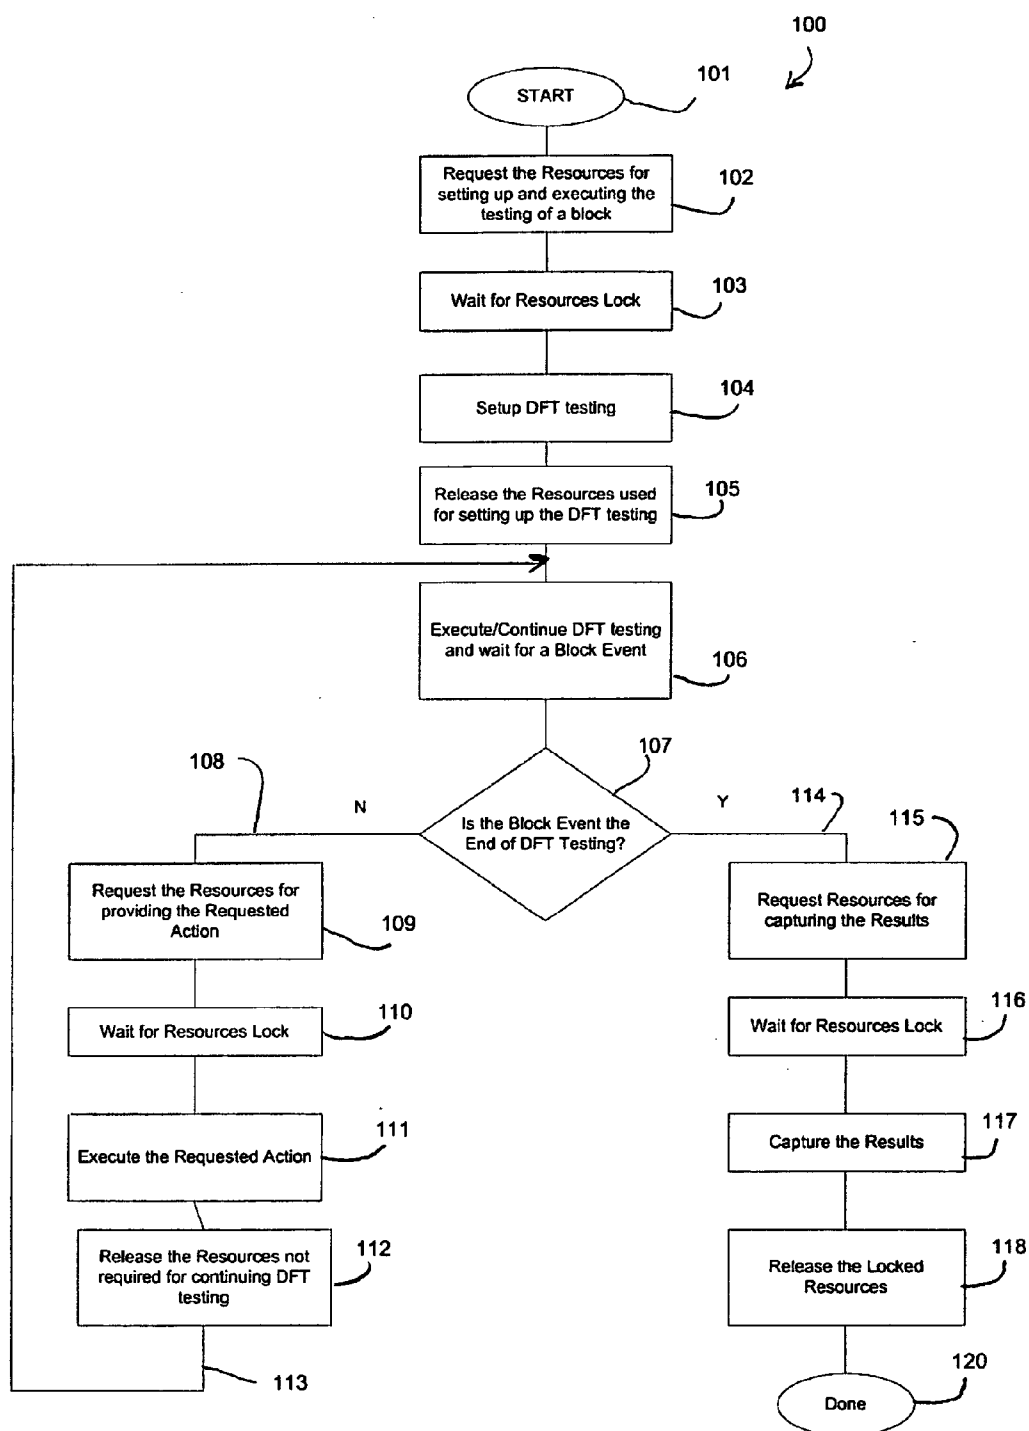 100
START
101
Request the Resources for
setting up and executing the
testing of a block
102
Wait for Resources Lock
103
Setup DFT testing
104
Release the Resources used
for setting up the DFT testing
105
Execute/Continue DFT testing
and wait for a Block Event
106
107
Is the Block Event the
End of DFT Testing?
108
N
Y
114
115
Request the Resources for
providing the Requested
Action
109
Request Resources for
capturing the Results
Wait for Resources Lock
110
Wait for Resources Lock
116
Execute the Requested Action
111
Capture the Results
117
Release the Resources not
required for continuing DFT
testing
112
Release the Locked
Resources
118
113
Done
120